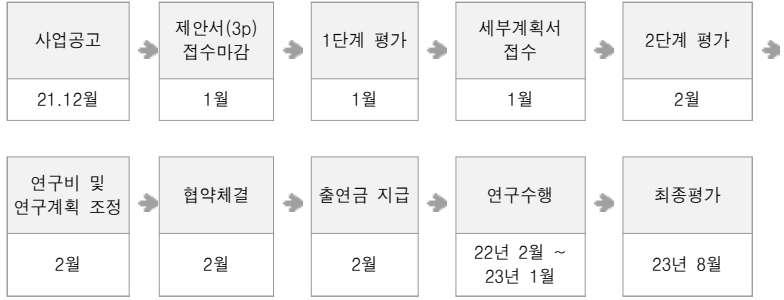 사업공고
21.12월
제안서(3p)
접수마감
1월
1단계 평가
1월
세부계획서
접수
1월
2단계 평가
2월
연구비 및
연구계획 조정
2월
협약체결
2월
출연금 지급
2월
연구수행
22년 2월 ~
23년 1월
최종평가
23년 8월